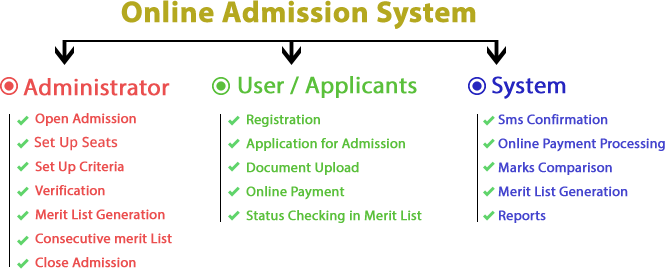 Online Admission System
Administrator
Open Admission
Set Up Seats
Set Up Criteria
Verification
Merit List Generation
Consecutive merit List
Close Admission
User / Applicants
Registration
Application for Admission
Document Upload
Online Payment
Status Checking in Merit List
System
Sms Confirmation
Online Payment Processing
Marks Comparison
Merit List Generation
Reports